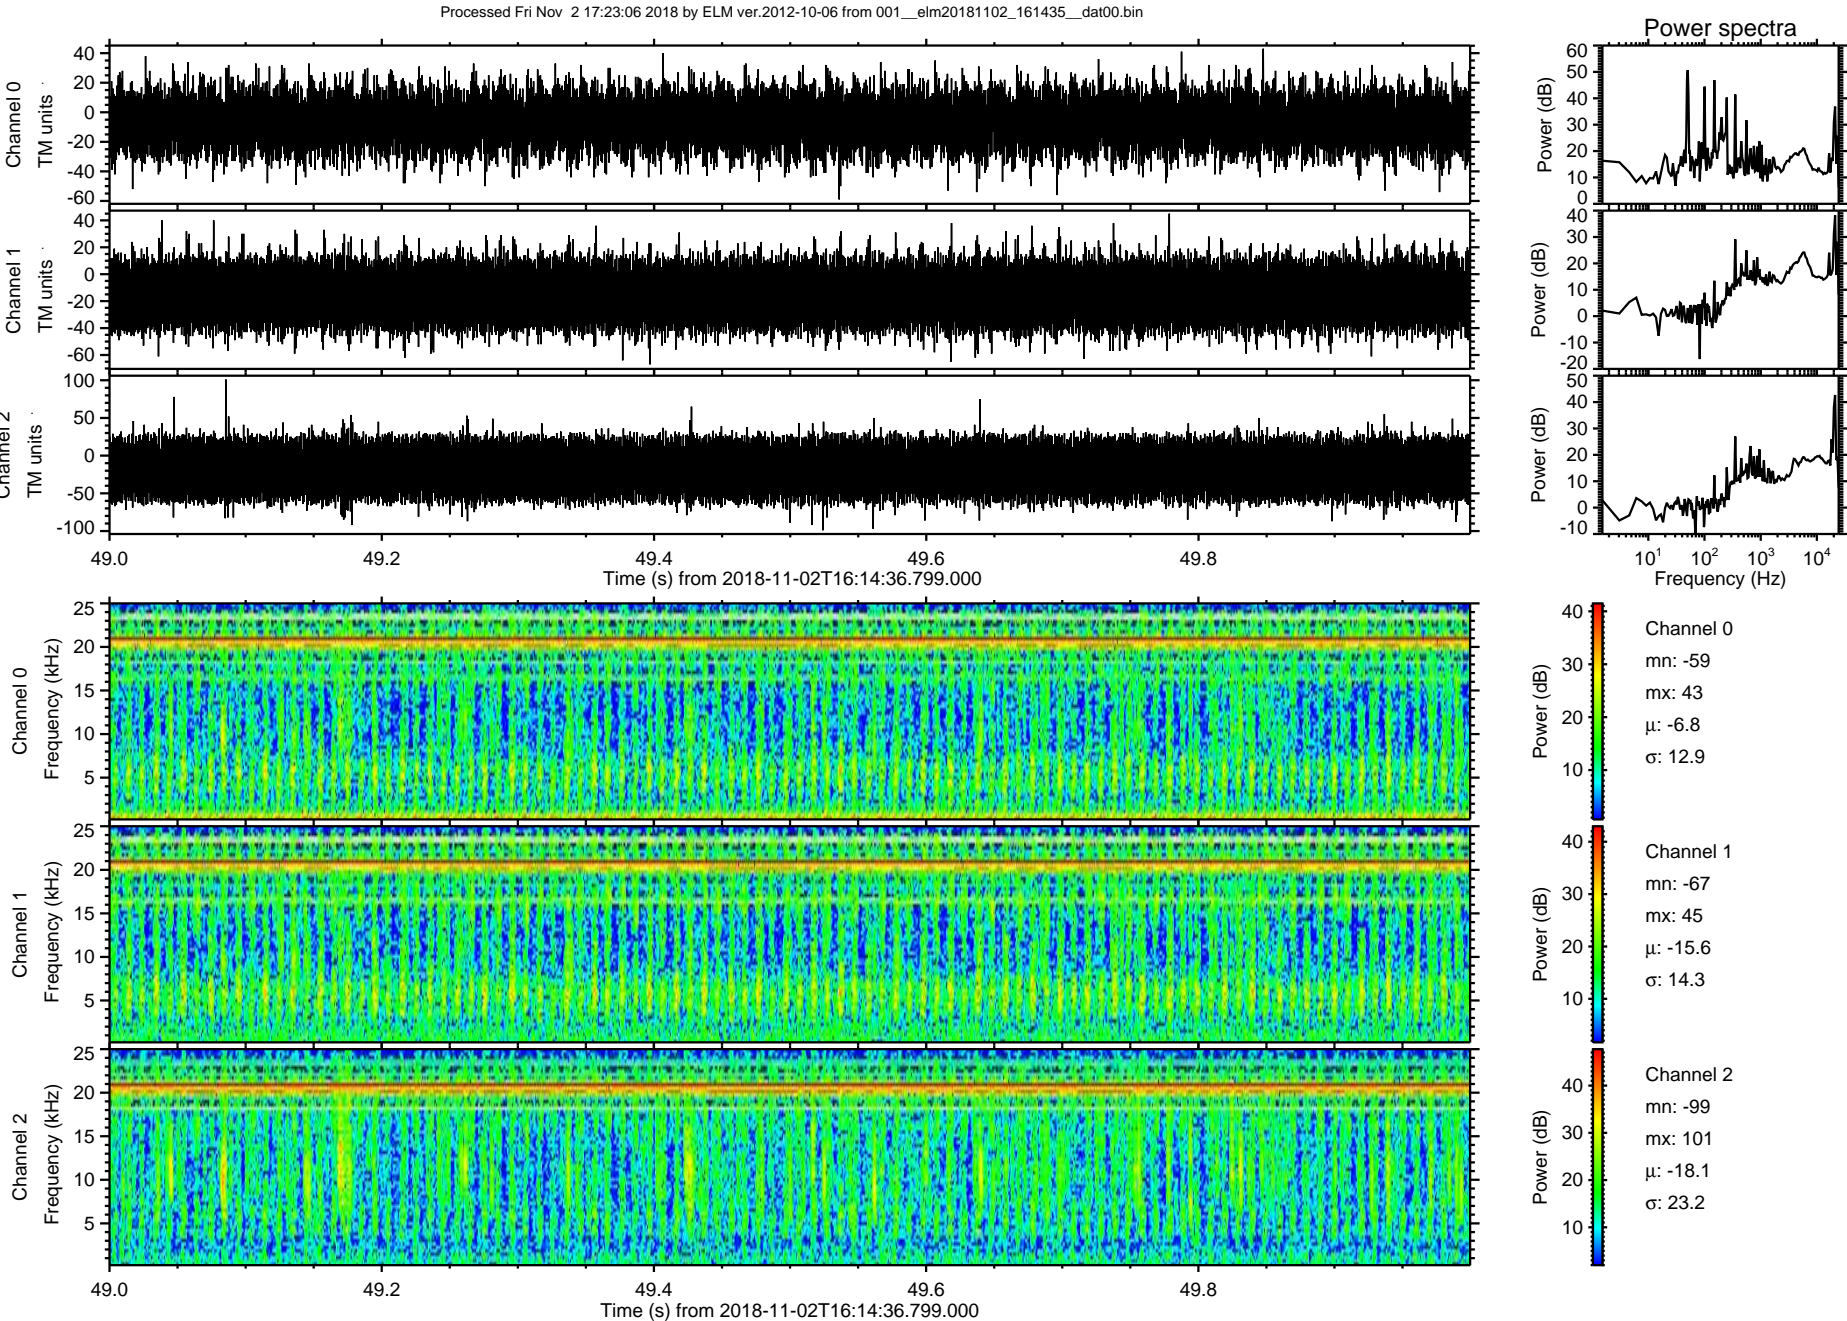 Processed Fri Nov  2 17:23:06 2018 by ELM ver.2012-10-06 from 001__elm20181102_161435__dat00.bin
Power spectra
Channel 0
TM units
40
20
0
-20
-40
-60
Power (dB)
60
50
40
30
20
10
0
Channel 1
TM units
40
20
0
-20
-40
-60
Power (dB)
40
30
20
10
0
-10
-20
Channel 2
TM units
100
50
0
-50
-100
Power (dB)
50
40
30
20
10
0
-10
49.0 49.2 49.4 49.6 49.8
Time (s) from 2018-11-02T16:14:36.799.000
10¹ 10² 10³ 10⁴
Frequency (Hz)
Channel 0
Frequency (kHz)
25
20
15
10
5
Power (dB)
40
30
20
10
Channel 0
mn: -59
mx: 43
μ: -6.8
σ: 12.9
Channel 1
Frequency (kHz)
25
20
15
10
5
Power (dB)
40
30
20
10
Channel 1
mn: -67
mx: 45
μ: -15.6
σ: 14.3
Channel 2
Frequency (kHz)
25
20
15
10
5
Power (dB)
40
30
20
10
Channel 2
mn: -99
mx: 101
μ: -18.1
σ: 23.2
49.0 49.2 49.4 49.6 49.8
Time (s) from 2018-11-02T16:14:36.799.000